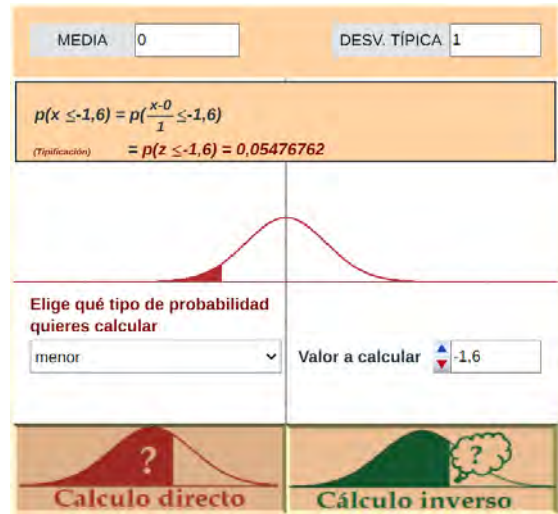 MEDIA 0 DESV. TÍPICA 1
p(x ≤-1,6) = p(x-0/1 ≤-1,6)
(Tipificación) = p(z ≤-1,6) = 0,05476762
Elige qué tipo de probabilidad
quieres calcular
menor Valor a calcular -1,6
? ?
Calculo directo Cálculo inverso